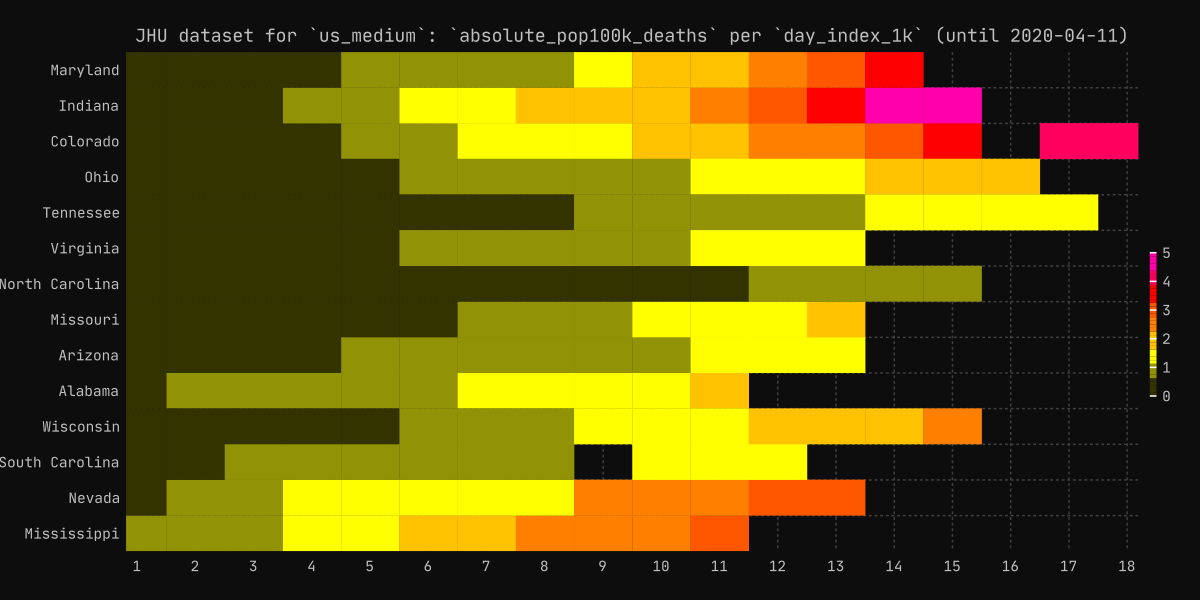 JHU dataset for `us_medium`: `absolute_pop100k_deaths` per `day_index_1k` (until 2020-04-11)
Maryland
Indiana
Colorado
Ohio
Tennessee
Virginia
North Carolina
Missouri
Arizona
Alabama
Wisconsin
South Carolina
Nevada
Mississippi
1 2 3 4 5 6 7 8 9 10 11 12 13 14 15 16 17 18
5
4
3
2
1
0